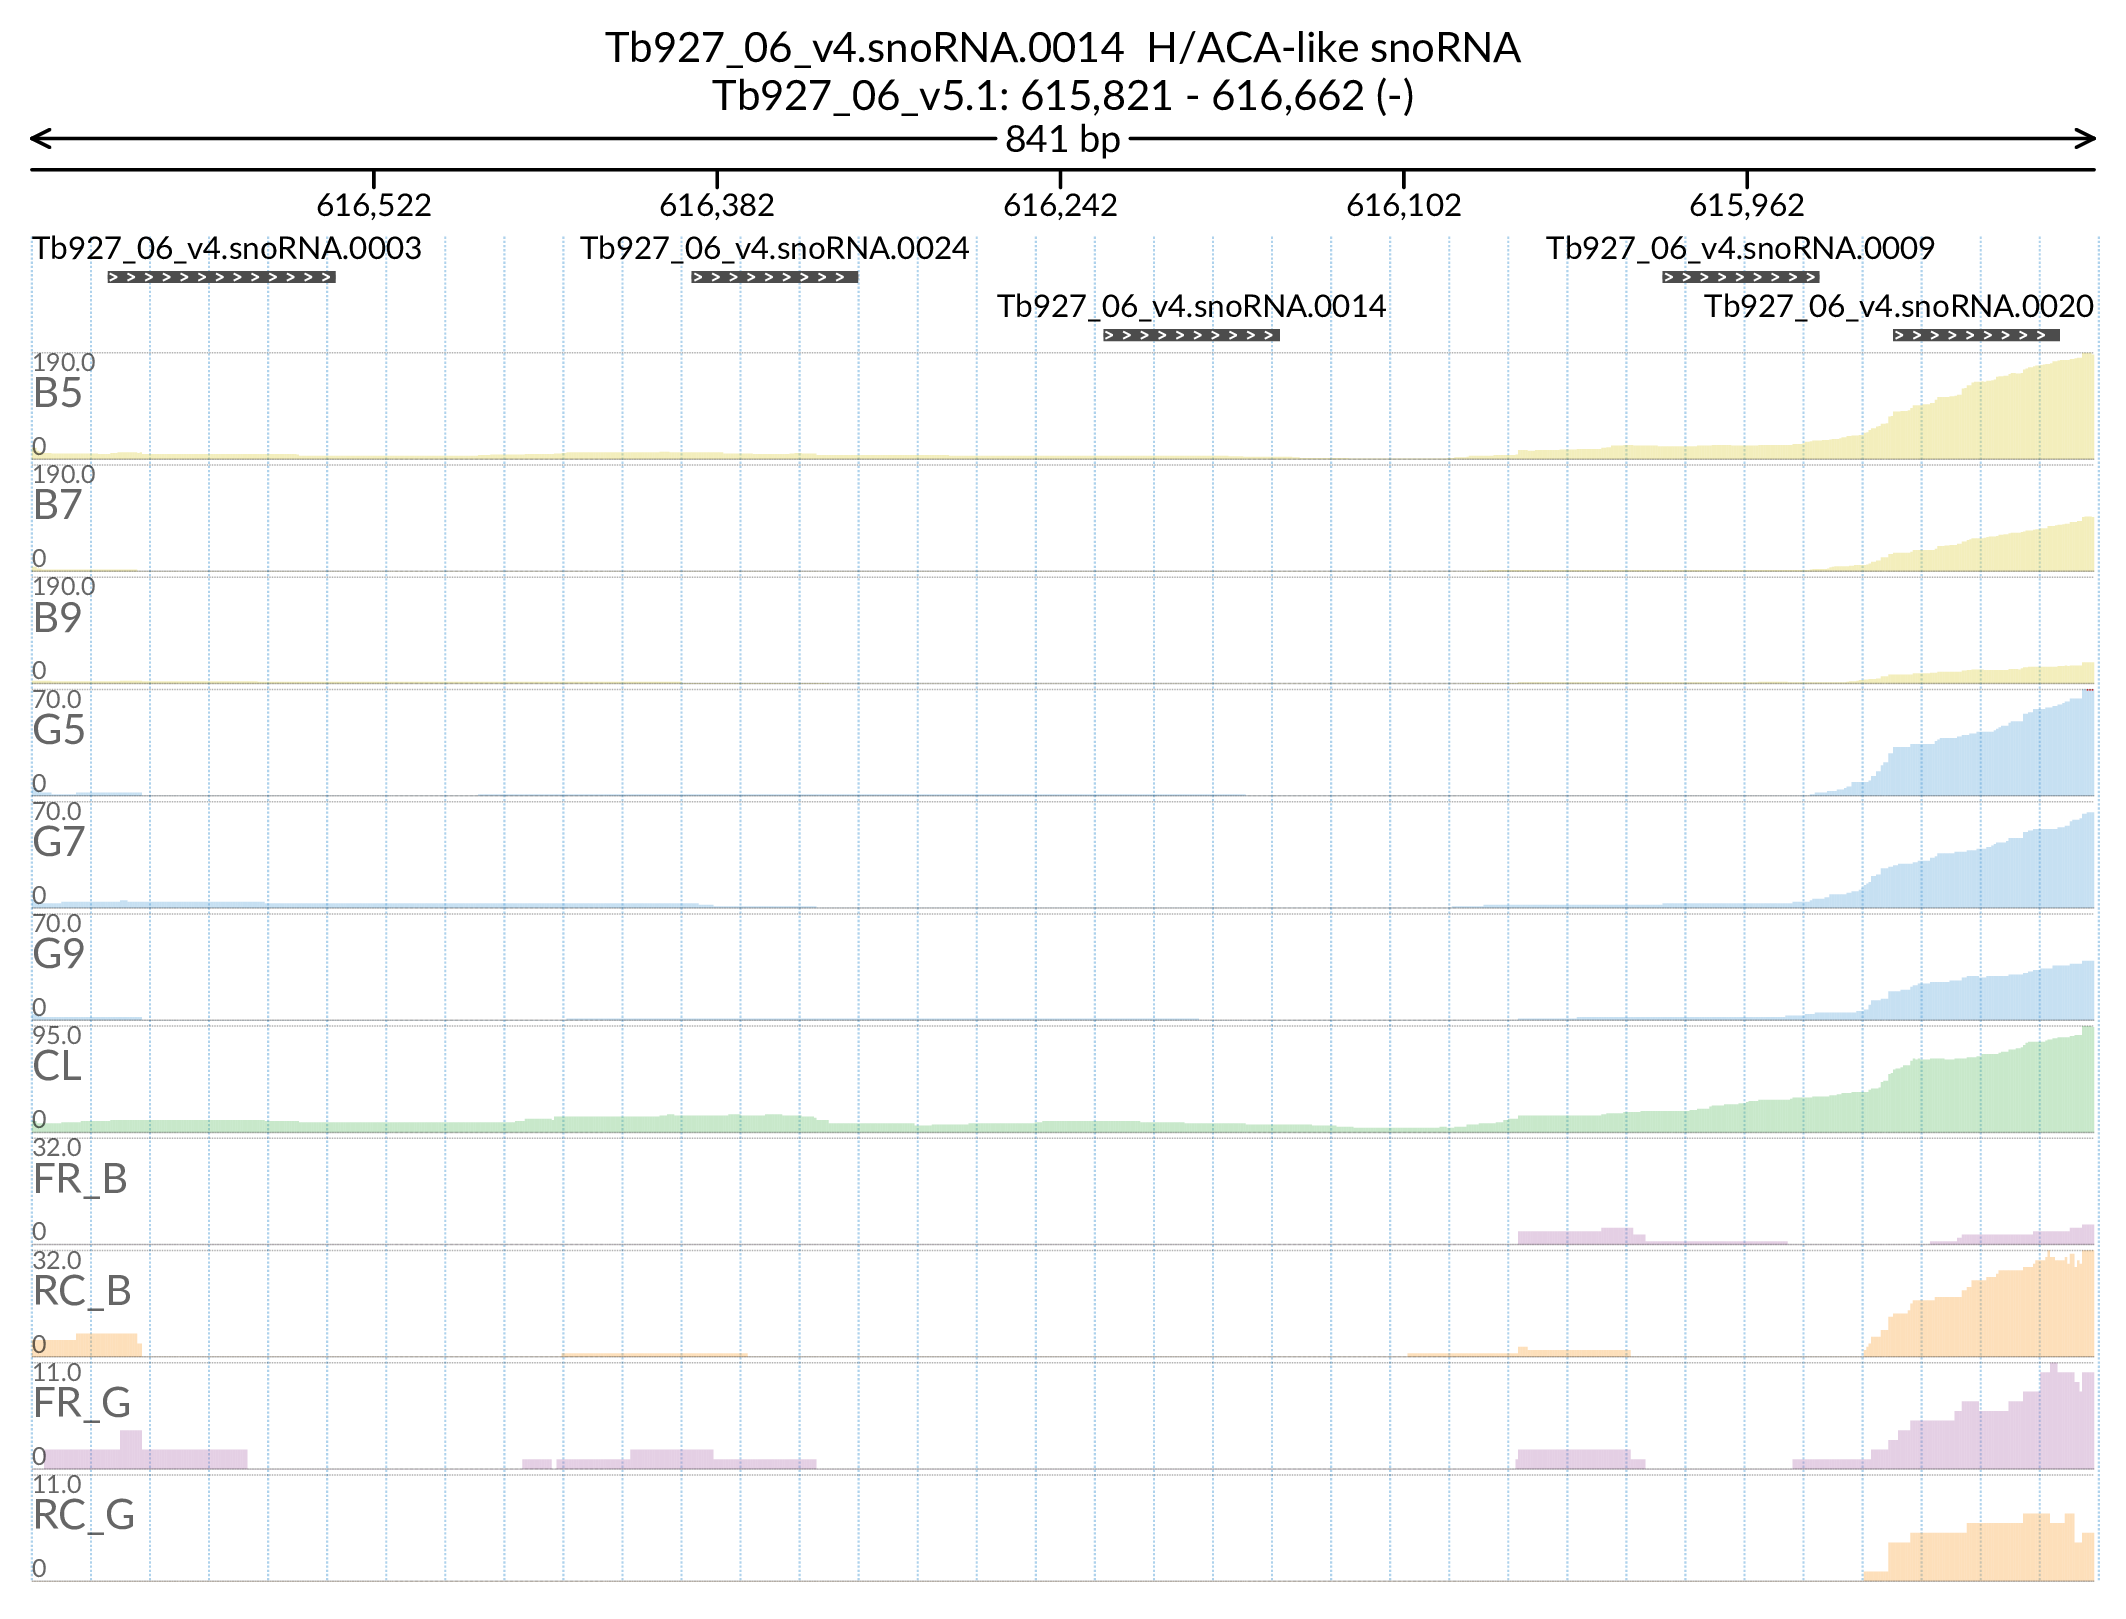 Tb927_06_v4.snoRNA.0014 H/ACA-like snoRNA
Tb927_06_v5.1: 615,821 - 616,662 (-)
841 bp
616,522 616,382 616,242 616,102 615,962
Tb927_06_v4.snoRNA.0003 Tb927_06_v4.snoRNA.0024 Tb927_06_v4.snoRNA.0009
Tb927_06_v4.snoRNA.0014 Tb927_06_v4.snoRNA.0020
190.0
B5
0
190.0
B7
0
190.0
B9
0
70.0
G5
0
70.0
G7
0
70.0
G9
0
95.0
CL
0
32.0
FR_B
0
32.0
RC_B
0
11.0
FR_G
0
11.0
RC_G
0